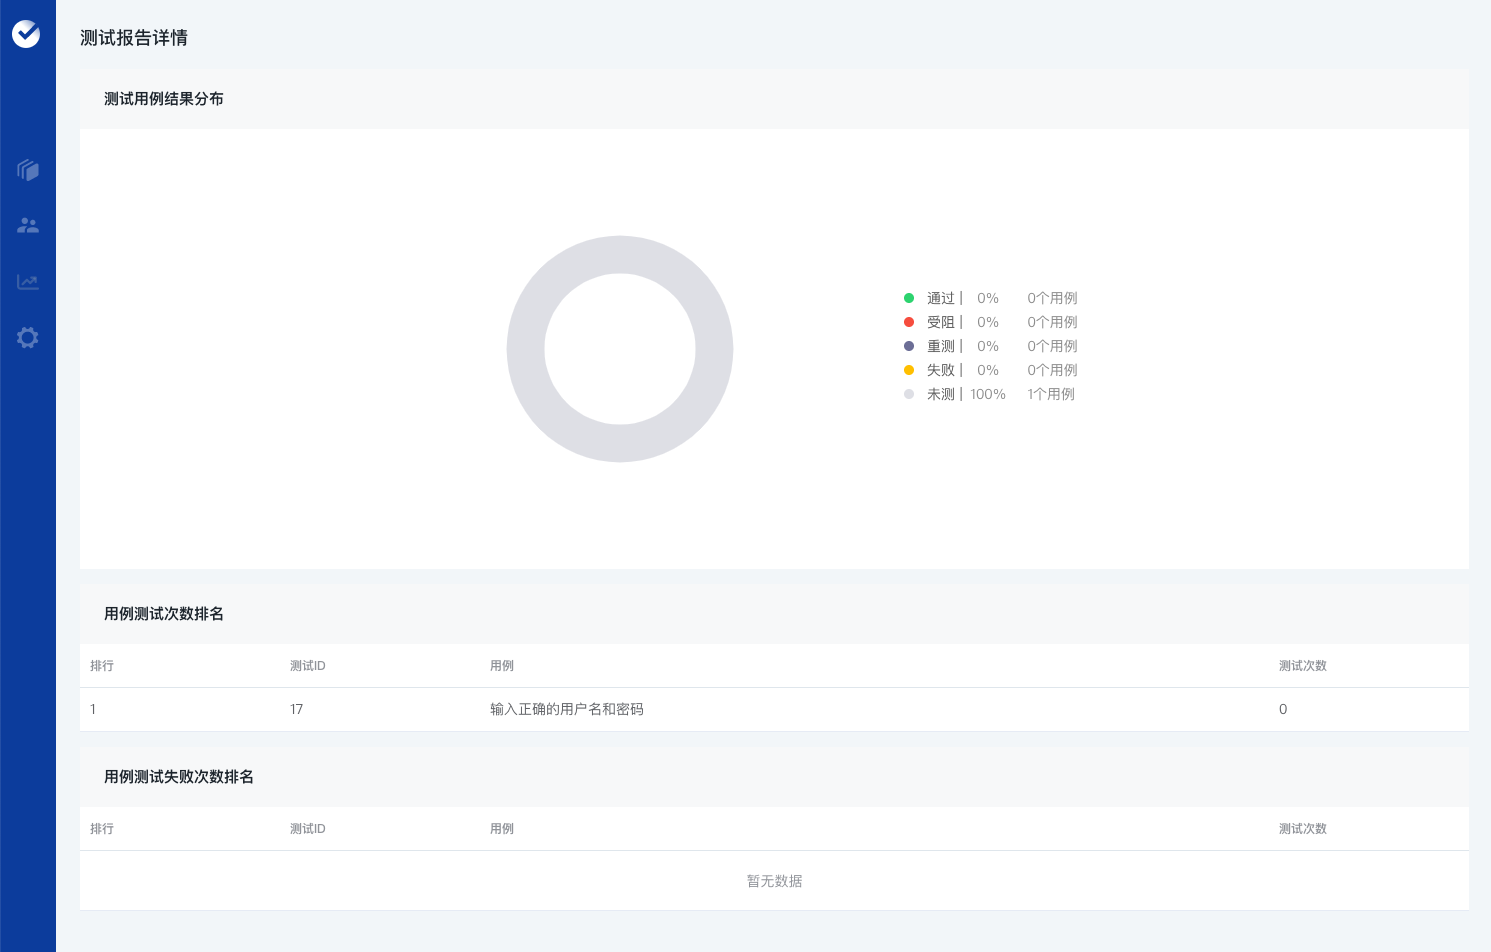 测试报告详情
测试用例结果分布
通过 | 0% 0个用例
受阻 | 0% 0个用例
重测 | 0% 0个用例
失败 | 0% 0个用例
未测 | 100% 1个用例
用例测试次数排名
排行 测试ID 用例 测试次数
1 17 输入正确的用户名和密码 0
用例测试失败次数排名
排行 测试ID 用例 测试次数
暂无数据